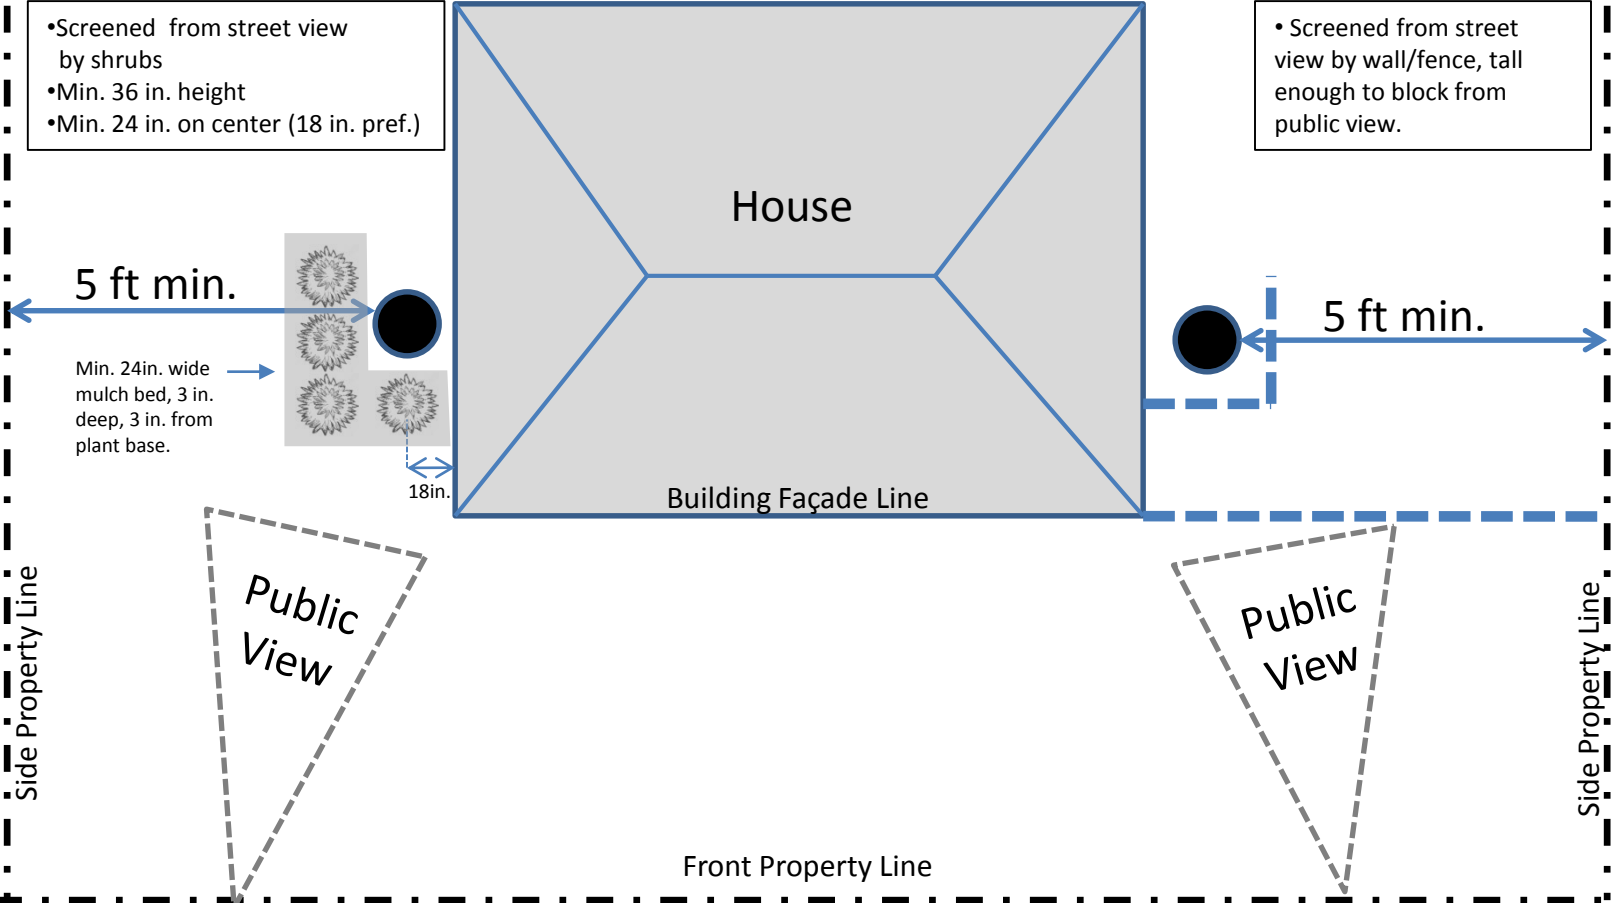 •Screened  from street view
by shrubs
•Min. 36 in. height
•Min. 24 in. on center (18 in. pref.)
• Screened from street
view by wall/fence, tall
enough to block from
public view.
House
5 ft min.
5 ft min.
Min. 24in. wide
mulch bed, 3 in.
deep, 3 in. from
plant base.
18in.
Building Façade Line
Public
View
Public
View
Side Property Line
Side Property Line
Front Property Line